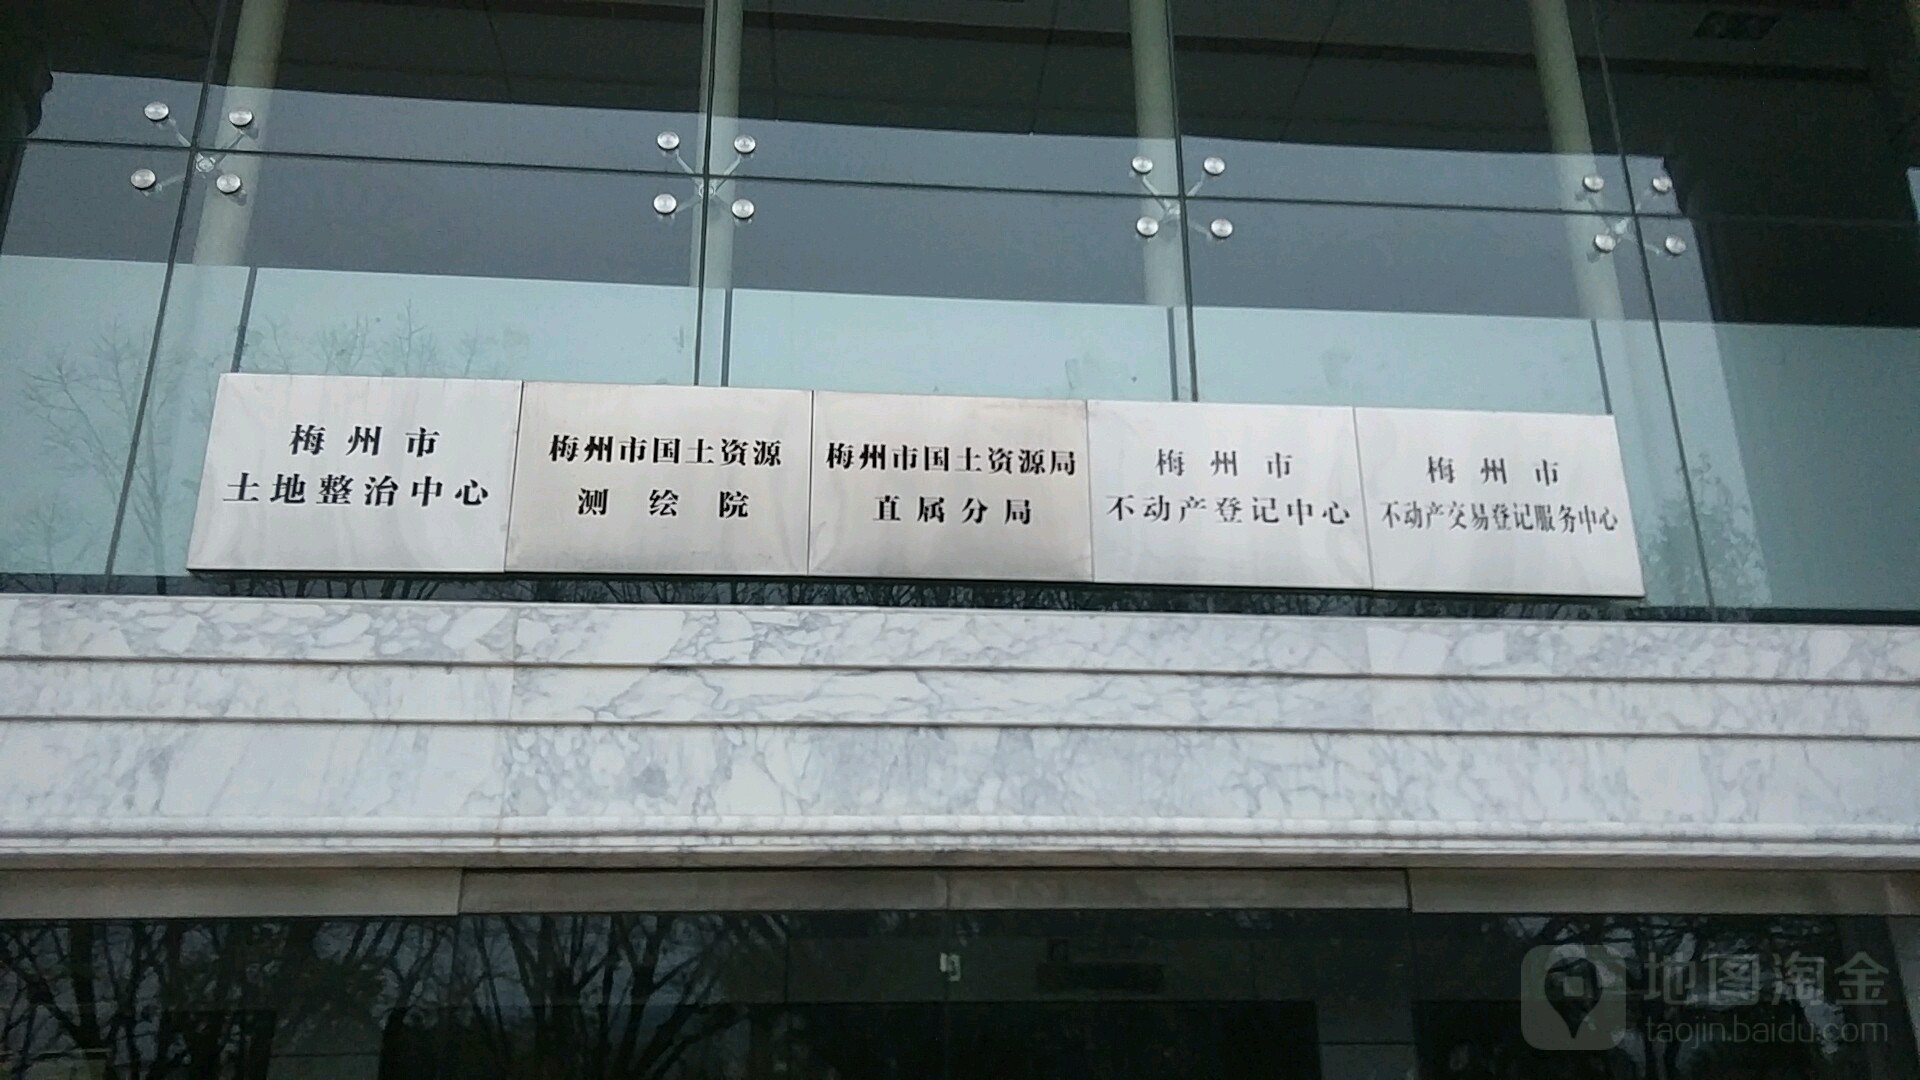 梅州市
土地整治中心
梅州市国土资源
测绘院
梅州市国土资源局
直属分局
梅州市
不动产登记中心
梅州市
不动产交易登记服务中心
地图淘金
taojin.baidu.com